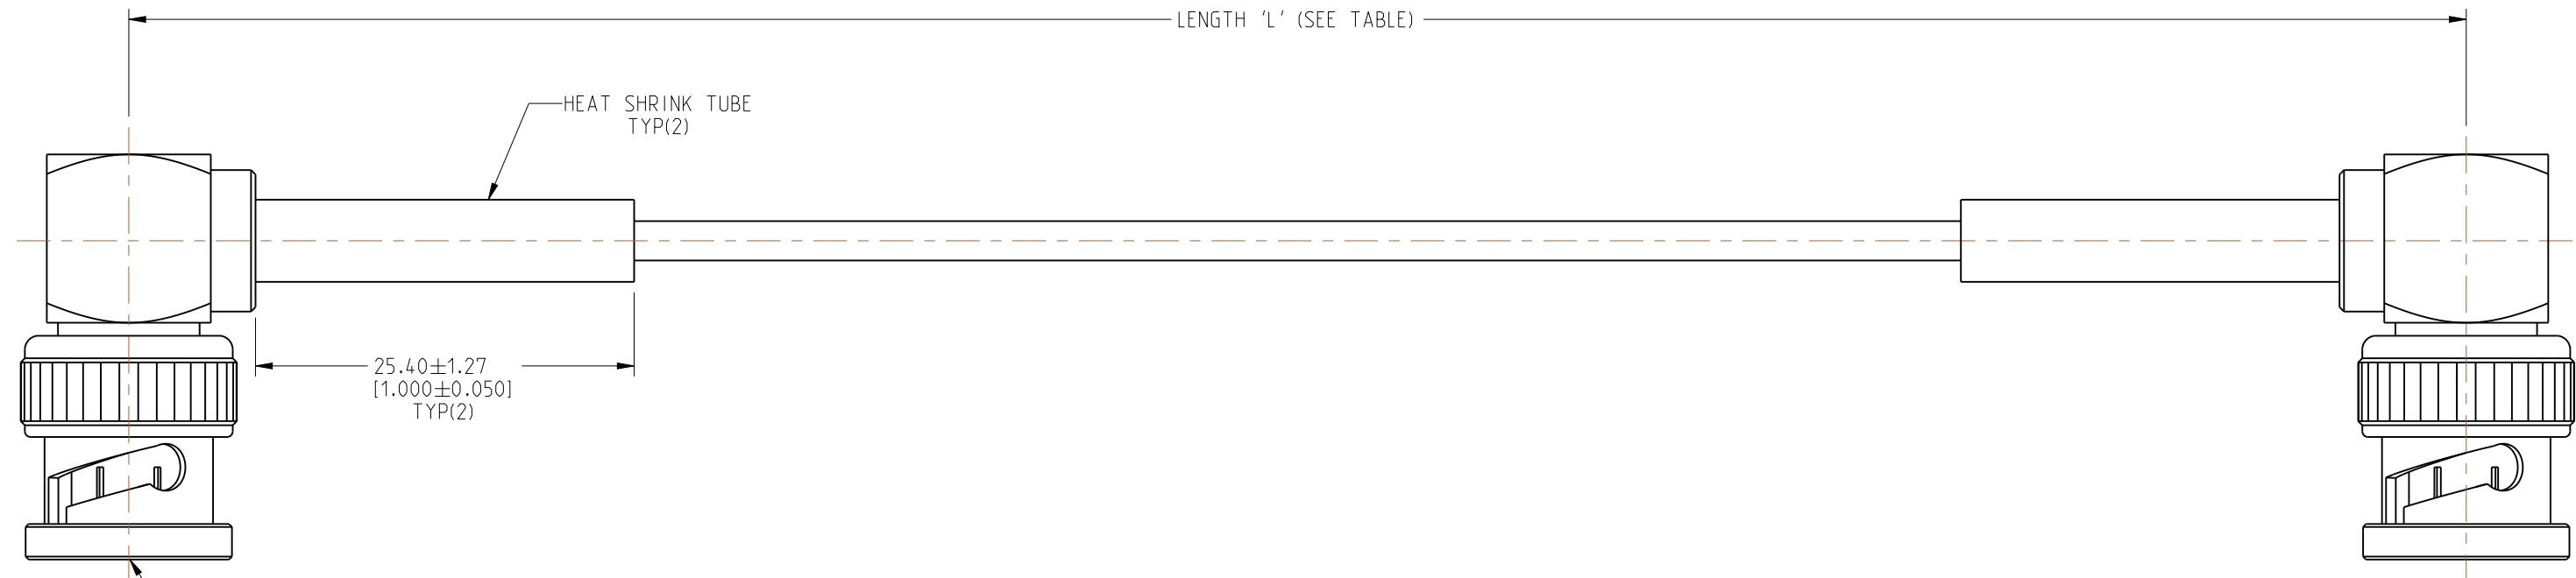 LENGTH 'L' (SEE TABLE)
HEAT SHRINK TUBE
TYP(2)
25.40±1.27
[1.000±0.050]
TYP(2)